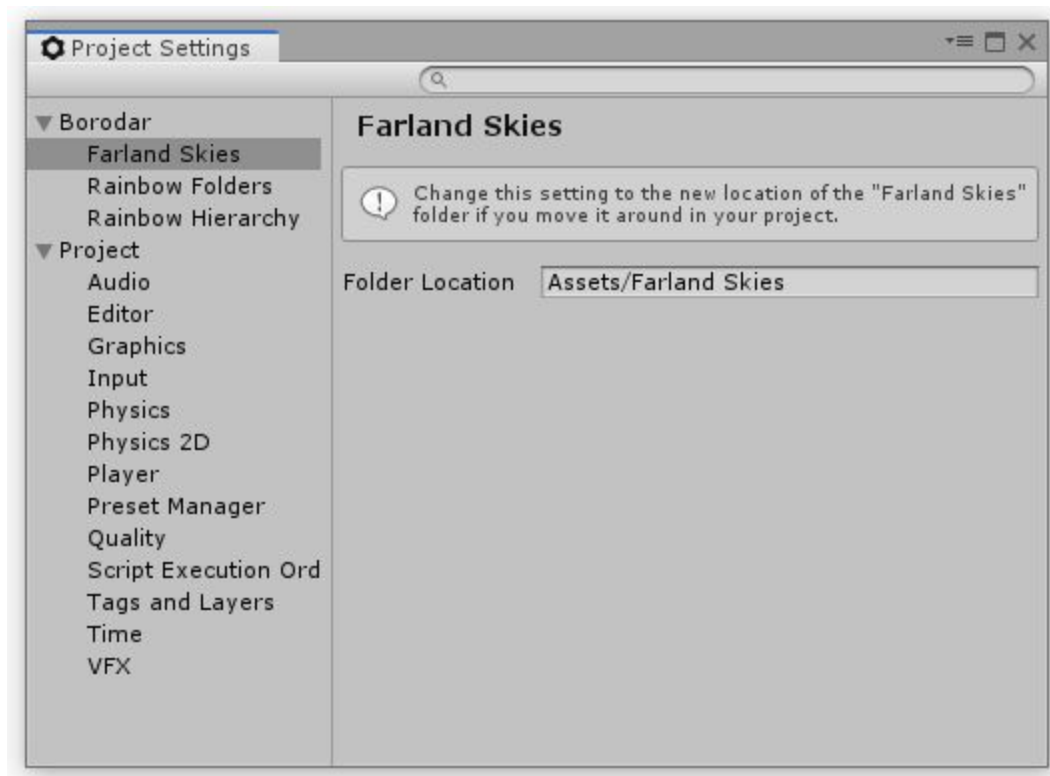 Project Settings
Borodar
Farland Skies
Rainbow Folders
Rainbow Hierarchy
Project
Audio
Editor
Graphics
Input
Physics
Physics 2D
Player
Preset Manager
Quality
Script Execution Ord
Tags and Layers
Time
VFX
Farland Skies
Change this setting to the new location of the "Farland Skies"
folder if you move it around in your project.
Folder Location Assets/Farland Skies